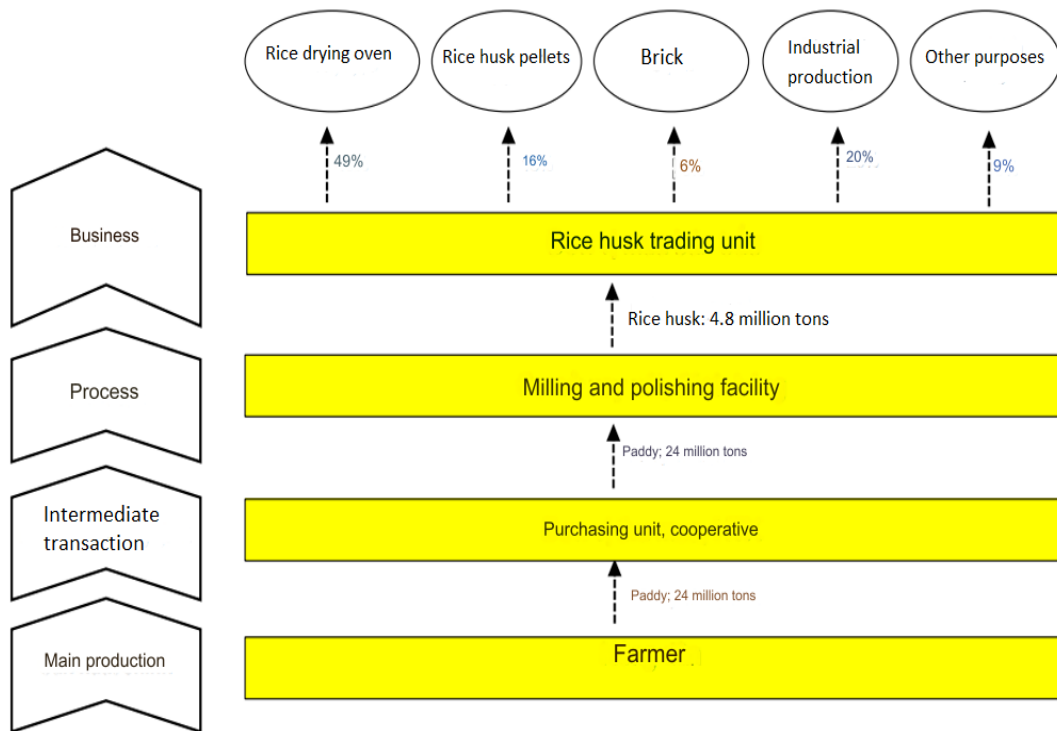 Rice drying oven
Rice husk pellets
Brick
Industrial
production
Other purposes
49%
16%
6%
20%
9%
Business
Rice husk trading unit
Rice husk: 4.8 million tons
Process
Milling and polishing facility
Paddy; 24 million tons
Intermediate
transaction
Purchasing unit, cooperative
Paddy; 24 million tons
Main production
Farmer